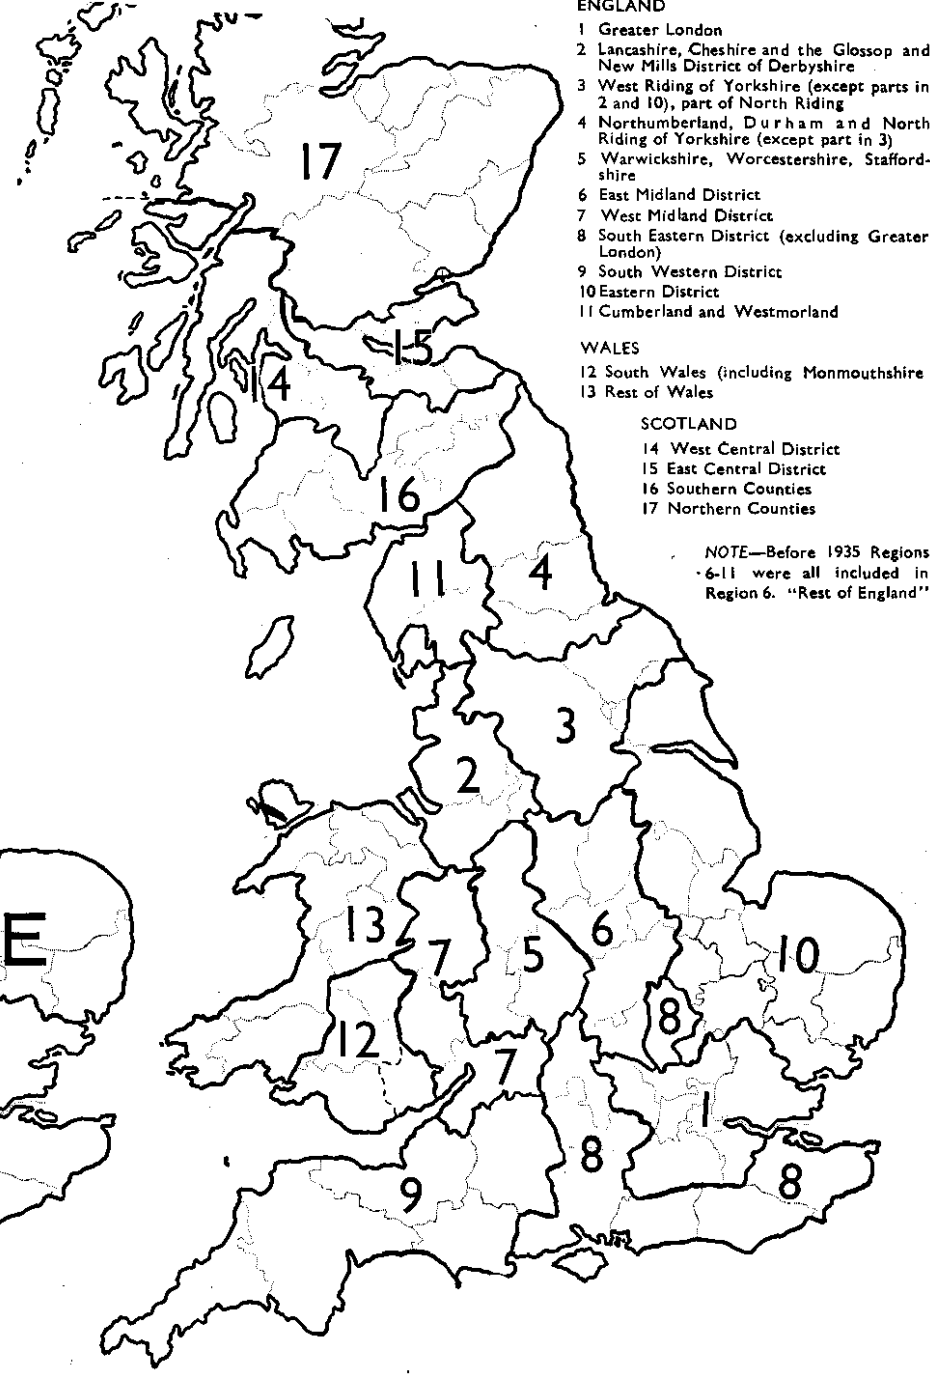 ENGLAND
1 Greater London
2 Lancashire, Cheshire and the Glossop and
New Mills District of Derbyshire
3 West Riding of Yorkshire (except parts in
2 and 10), part of North Riding
4 Northumberland, Durham and North
Riding of Yorkshire (except part in 3)
5 Warwickshire, Worcestershire, Stafford-
shire
6 East Midland District
7 West Midland District
8 South Eastern District (excluding Greater
London)
9 South Western District
10 Eastern District
11 Cumberland and Westmorland
WALES
12 South Wales (including Monmouthshire
13 Rest of Wales
SCOTLAND
14 West Central District
15 East Central District
16 Southern Counties
17 Northern Counties
NOTE—Before 1935 Regions
6-11 were all included in
Region 6. “Rest of England”
17
15
14
16
11
4
3
2
13
7
5
6
10
E
12
8
7
1
8
8
9